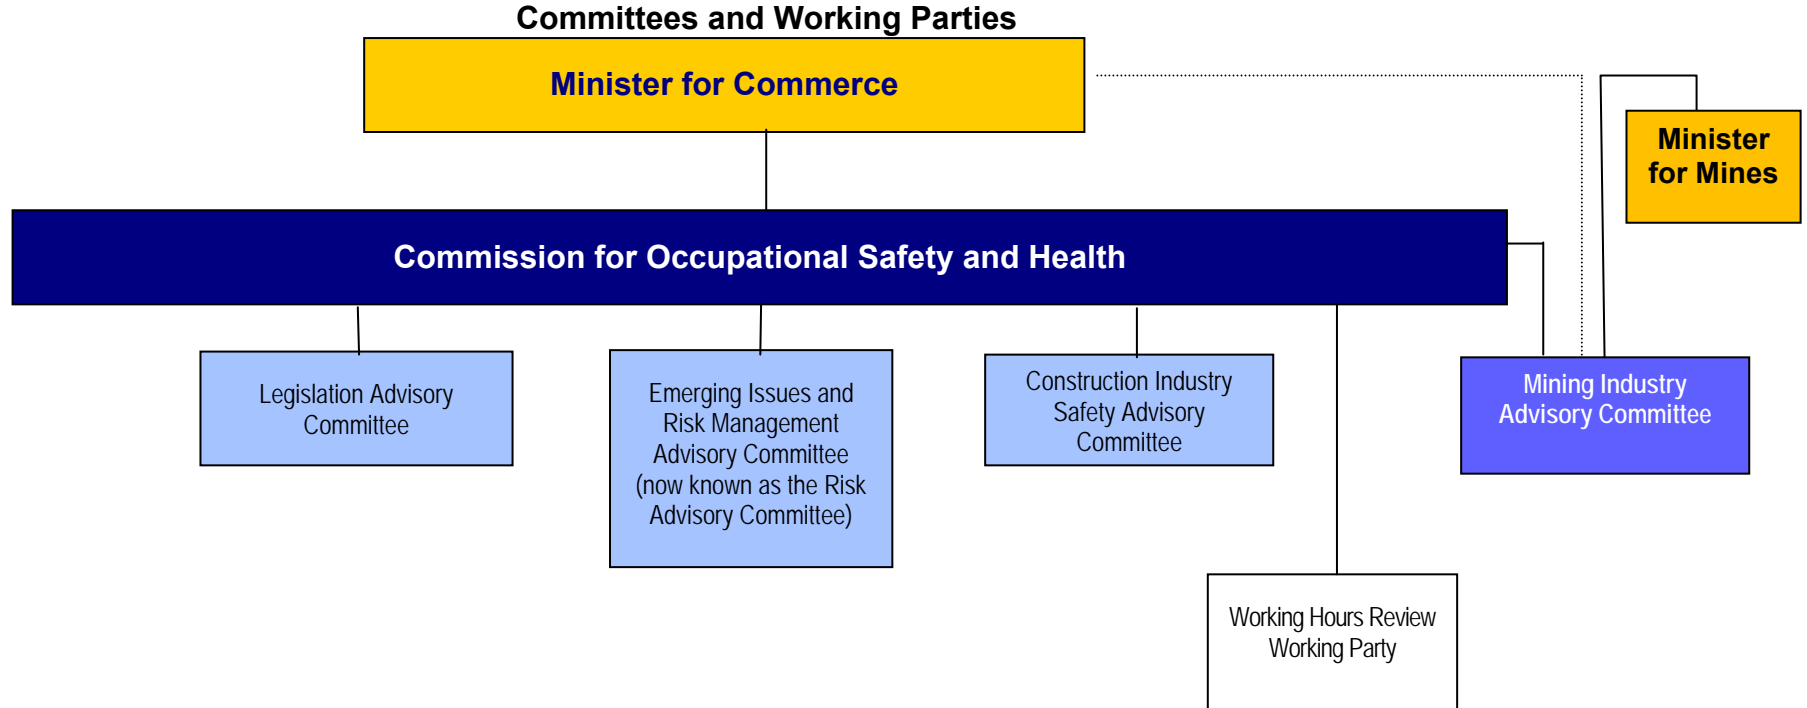 Committees and Working Parties
Minister for Commerce
Minister
for Mines
Commission for Occupational Safety and Health
Legislation Advisory
Committee
Emerging Issues and
Risk Management
Advisory Committee
(now known as the Risk
Advisory Committee)
Construction Industry
Safety Advisory
Committee
Mining Industry
Advisory Committee
Working Hours Review
Working Party